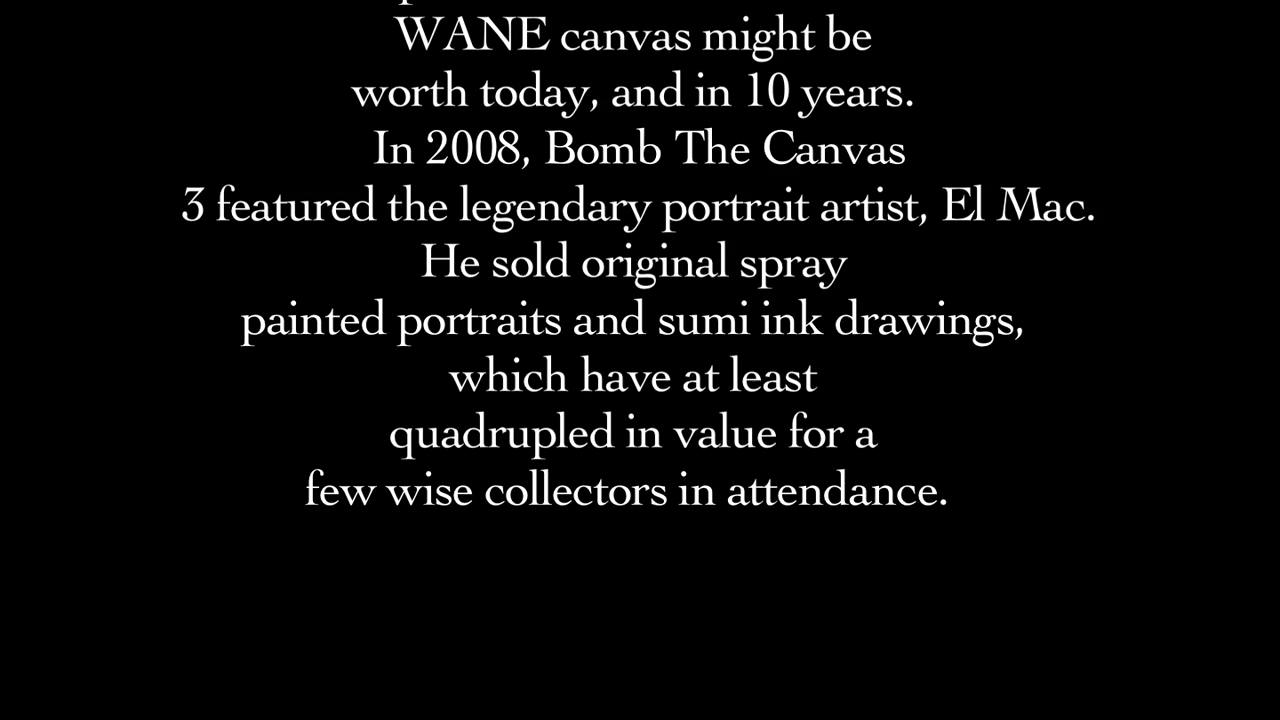 WANE canvas might be
worth today, and in 10 years.
In 2008, Bomb The Canvas
3 featured the legendary portrait artist, El Mac.
He sold original spray
painted portraits and sumi ink drawings,
which have at least
quadrupled in value for a
few wise collectors in attendance.